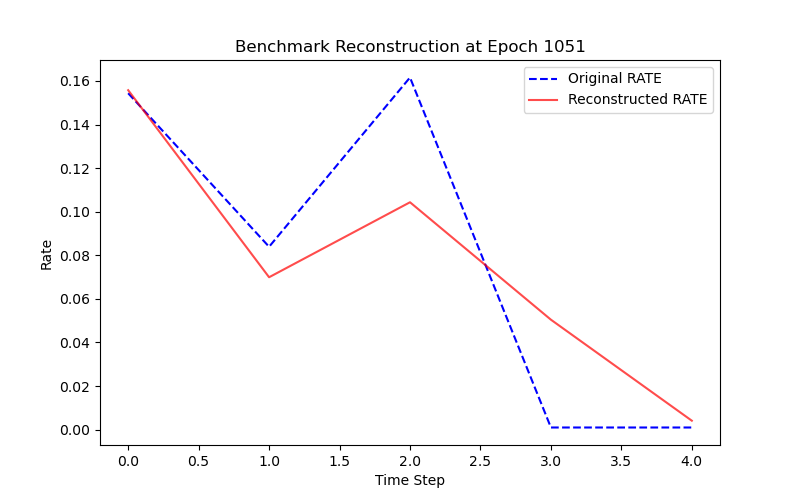 Benchmark Reconstruction at Epoch 1051
Original RATE
Reconstructed RATE
Rate
0.16
0.14
0.12
0.10
0.08
0.06
0.04
0.02
0.00
0.0 0.5 1.0 1.5 2.0 2.5 3.0 3.5 4.0
Time Step